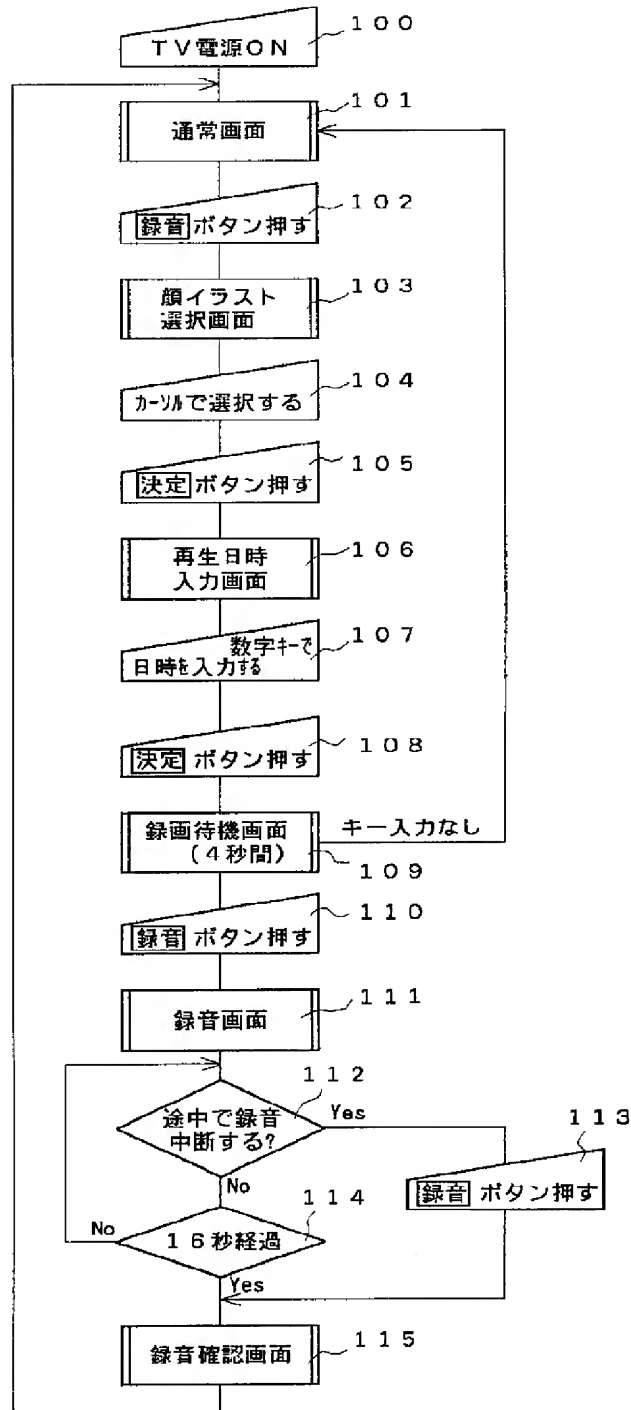 TV電源ON
100
通常画面
101
録音 ボタン押す
102
顔イラスト
選択画面
103
カーソルで選択する
104
決定 ボタン押す
105
再生日時
入力画面
106
数字キーで
日時を入力する
107
決定 ボタン押す
108
録画待機画面
(4秒間)
109
キー入力なし
録音 ボタン押す
110
録音画面
111
途中で録音
中断する?
112
Yes
No
録音 ボタン押す
113
16秒経過
114
No
Yes
録音確認画面
115